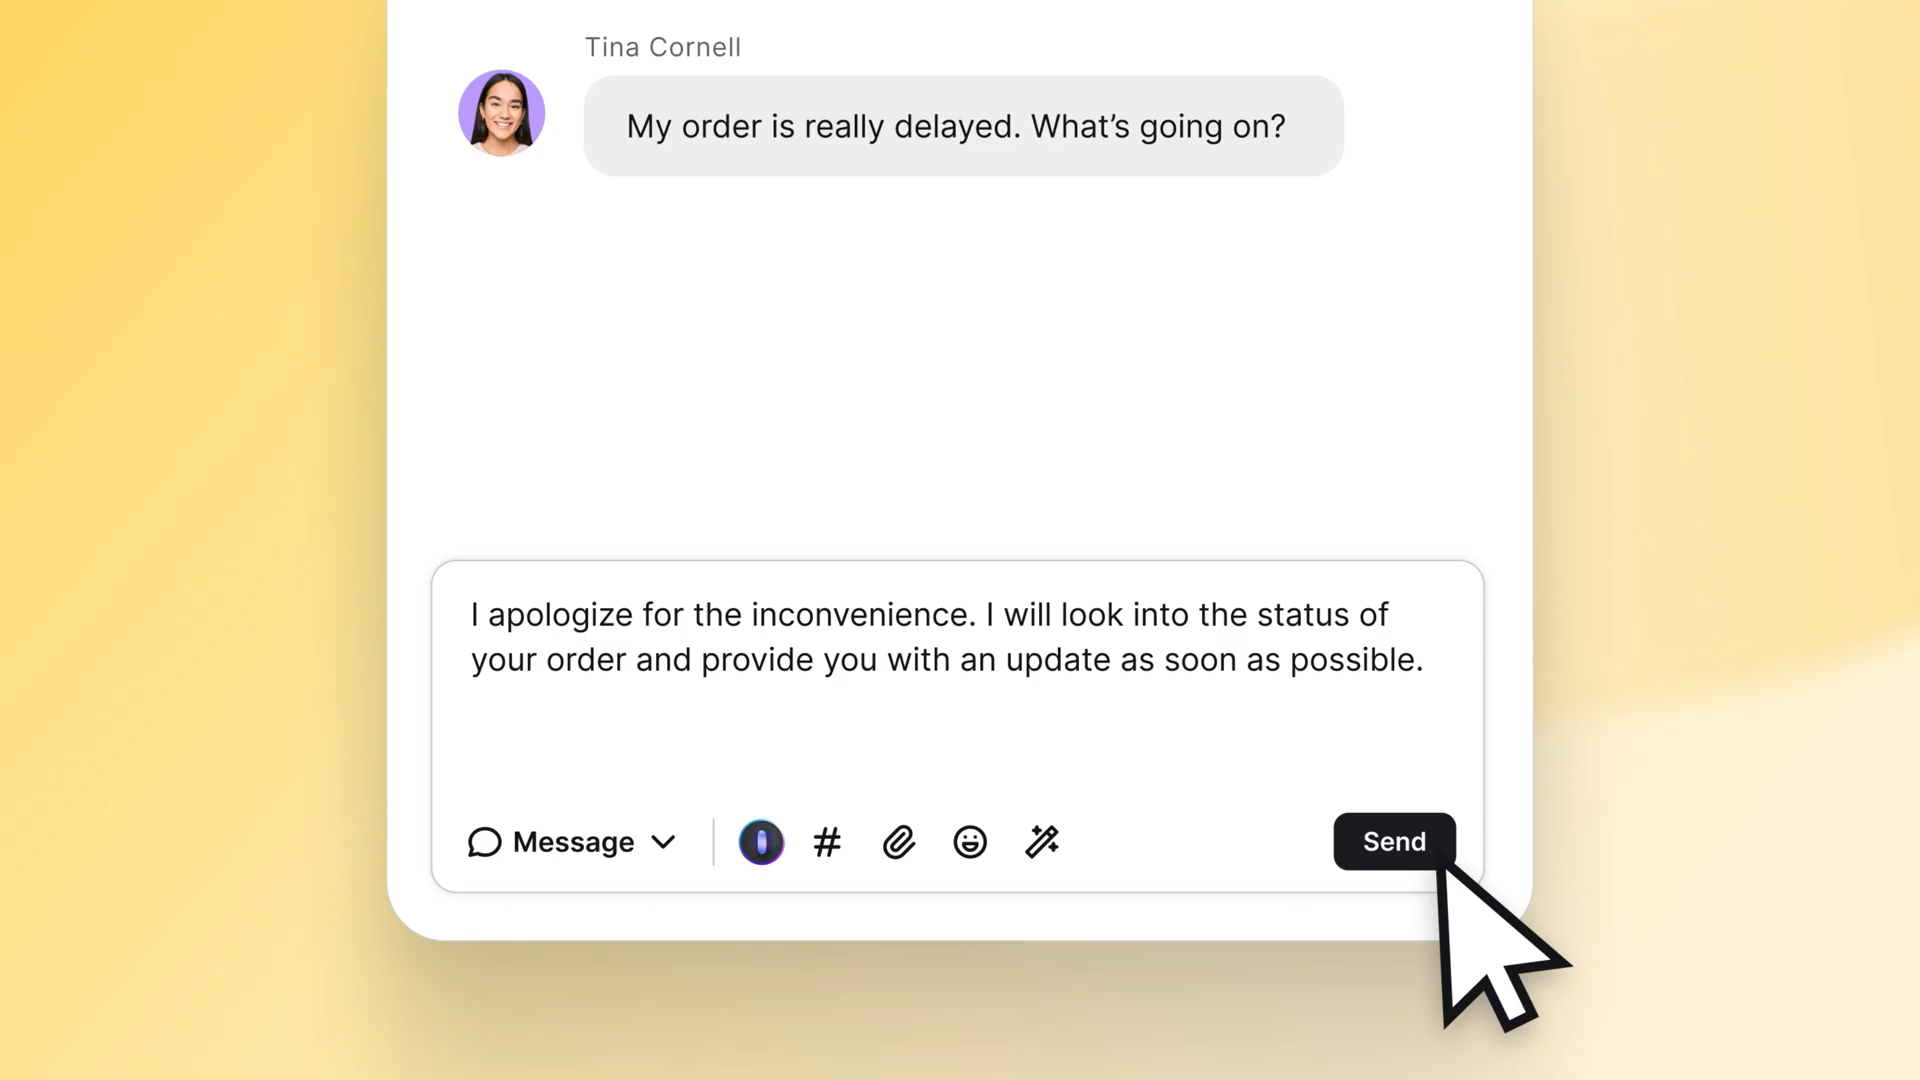 Tina Cornell
My order is really delayed. What’s going on?
I apologize for the inconvenience. I will look into the status of
your order and provide you with an update as soon as possible.
Message
Send